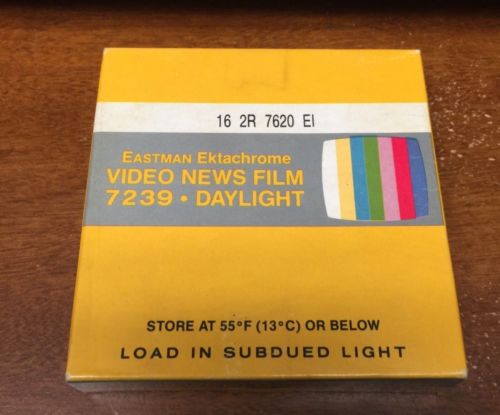 16 2R 7620 EI
EASTMAN Ektachrome
VIDEO NEWS FILM
7239 • DAYLIGHT
STORE AT 55°F (13°C) OR BELOW
LOAD IN SUBDUED LIGHT